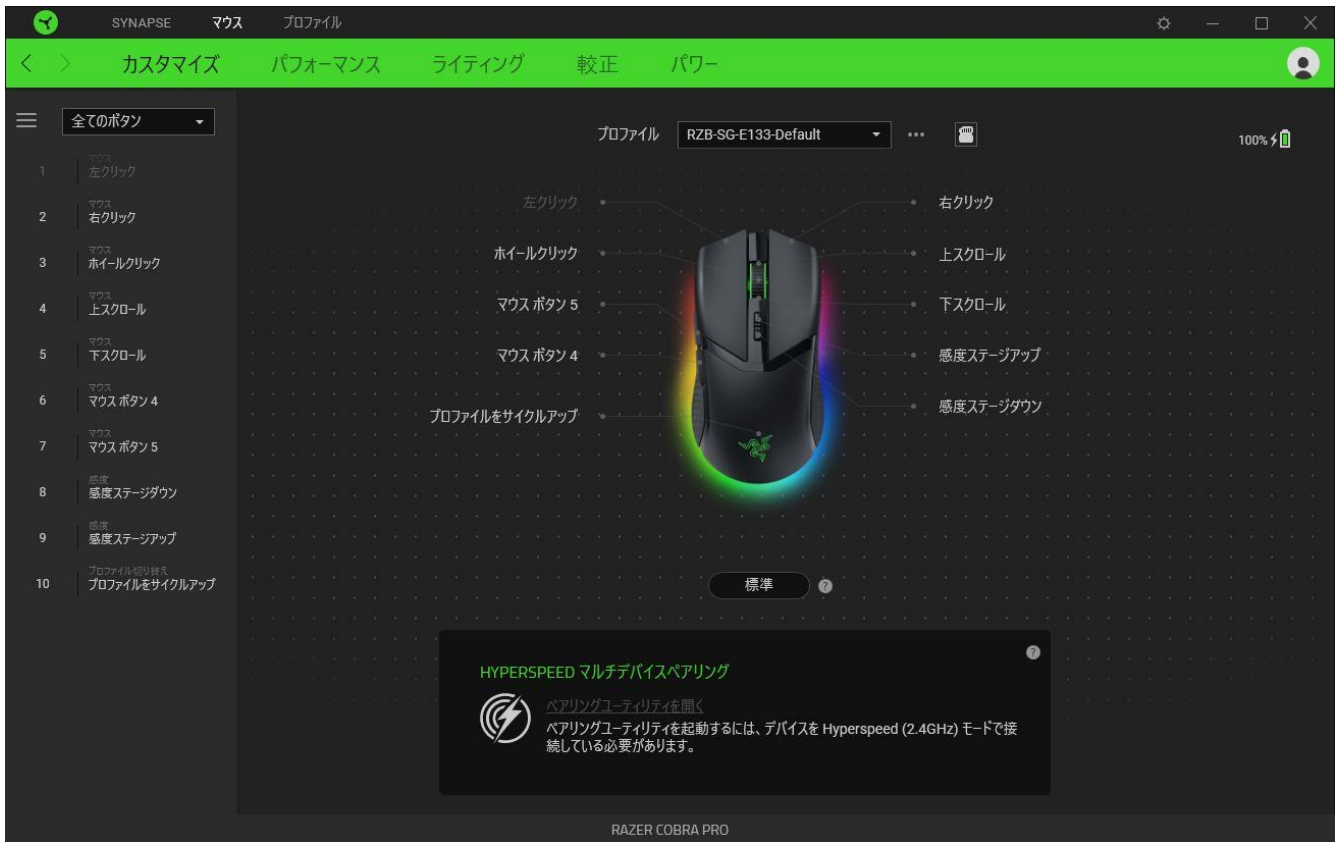 SYNAPSE マウス プロファイル
カスタマイズ パフォーマンス ライティング 較正 パワー
全てのボタン
プロファイル RZB-SG-E133-Default
100%
1 マウス
左クリック
2 マウス
右クリック
3 マウス
ホイールクリック
4 マウス
上スクロール
5 マウス
下スクロール
6 マウス
マウス ボタン 4
7 マウス
マウス ボタン 5
8 感度
感度ステージダウン
9 感度
感度ステージアップ
10 プロファイル切り替え
プロファイルをサイクルアップ
左クリック
ホイールクリック
マウス ボタン 5
マウス ボタン 4
プロファイルをサイクルアップ
右クリック
上スクロール
下スクロール
感度ステージアップ
感度ステージダウン
標準 ?
?
HYPERSPEED マルチデバイスペアリング
ペアリングユーティリティを開く
ペアリングユーティリティを起動するには、デバイスを Hyperspeed (2.4GHz) モードで接
続している必要があります。
RAZER COBRA PRO